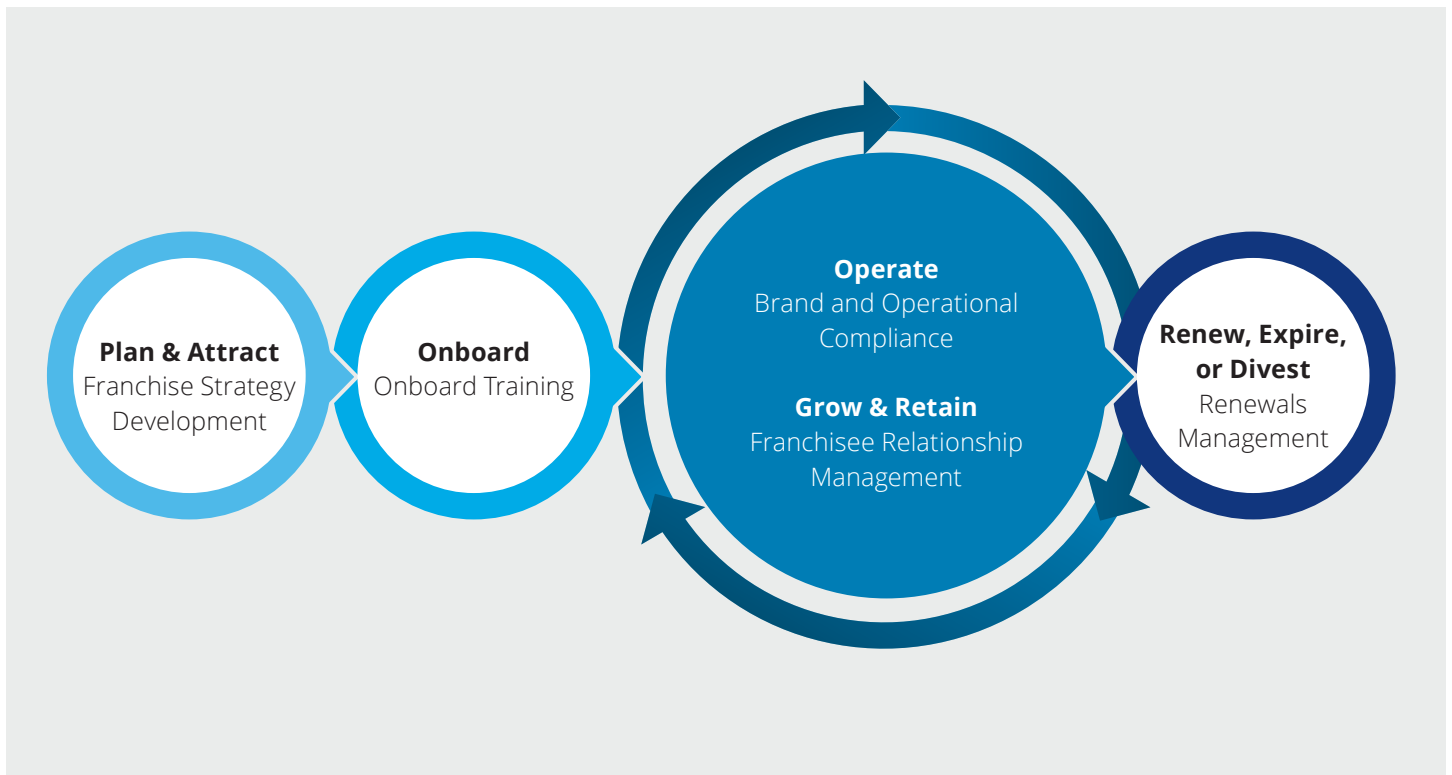 Plan & Attract
Franchise Strategy
Development
Onboard
Onboard Training
Operate
Brand and Operational
Compliance
Grow & Retain
Franchisee Relationship
Management
Renew, Expire,
or Divest
Renewals
Management